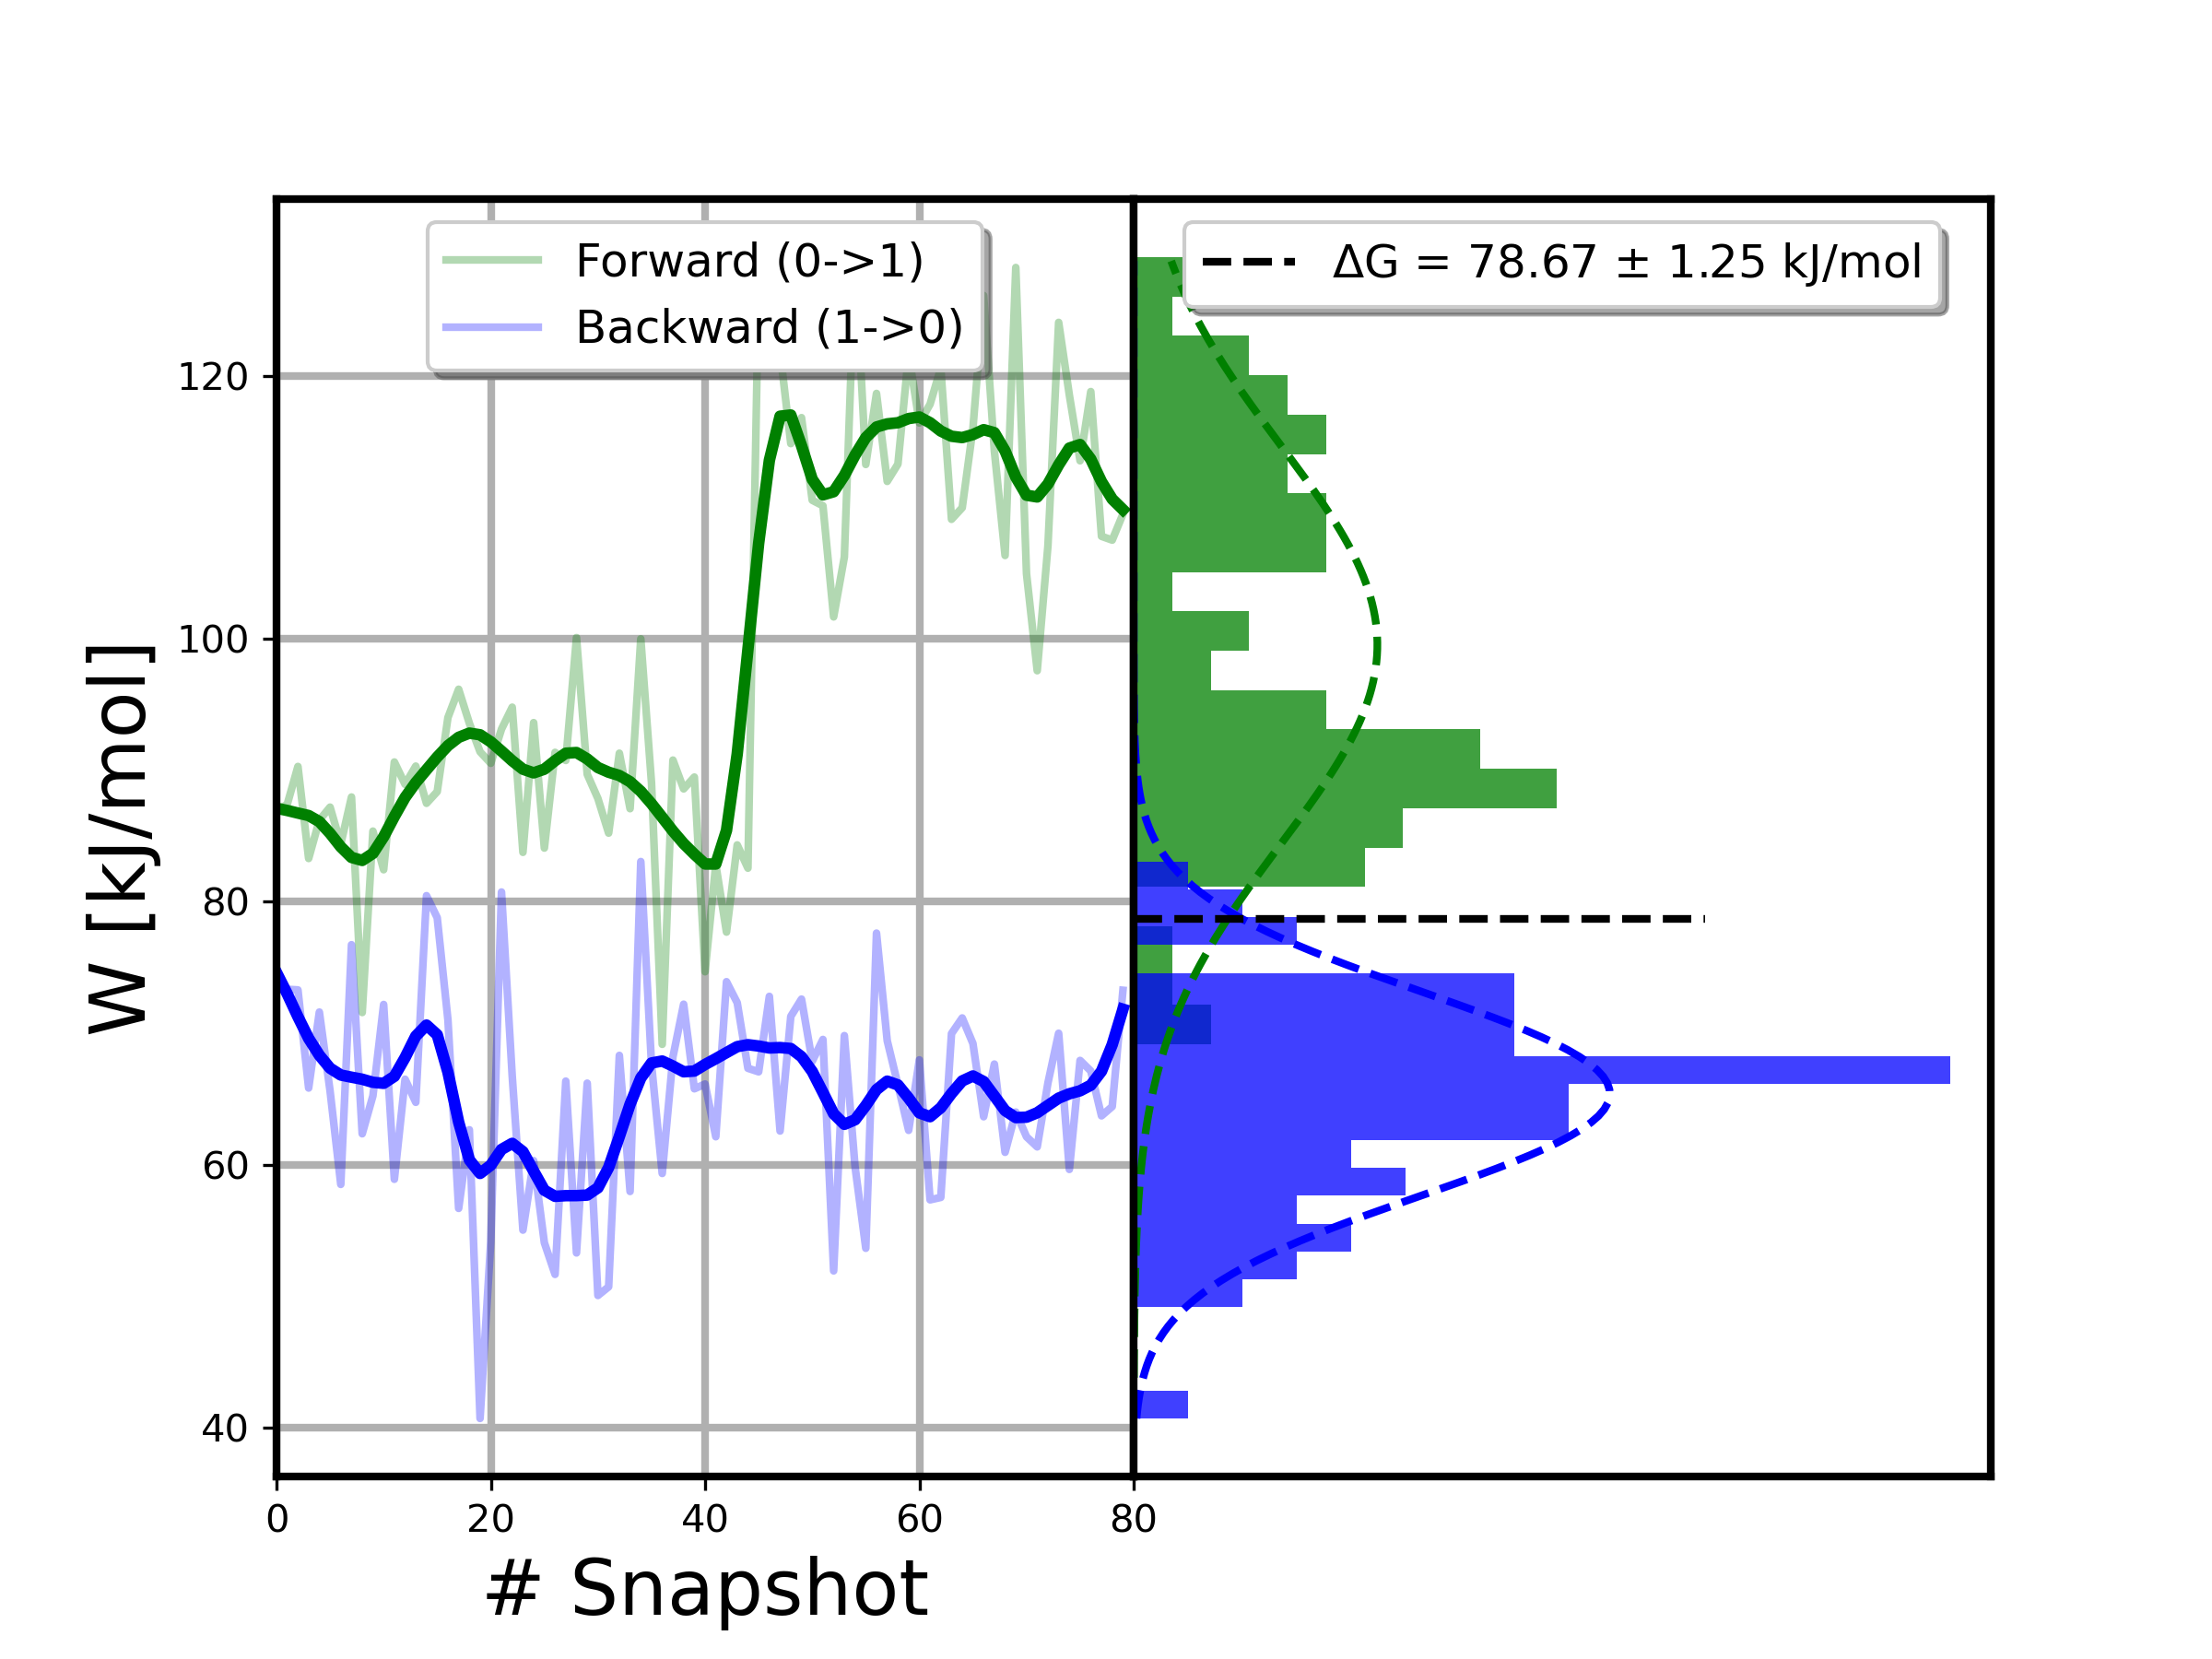 Forward (0->1)
Backward (1->0)
ΔG = 78.67 ± 1.25 kJ/mol
W [kJ/mol]
120
100
80
60
40
0 20 40 60 80
# Snapshot